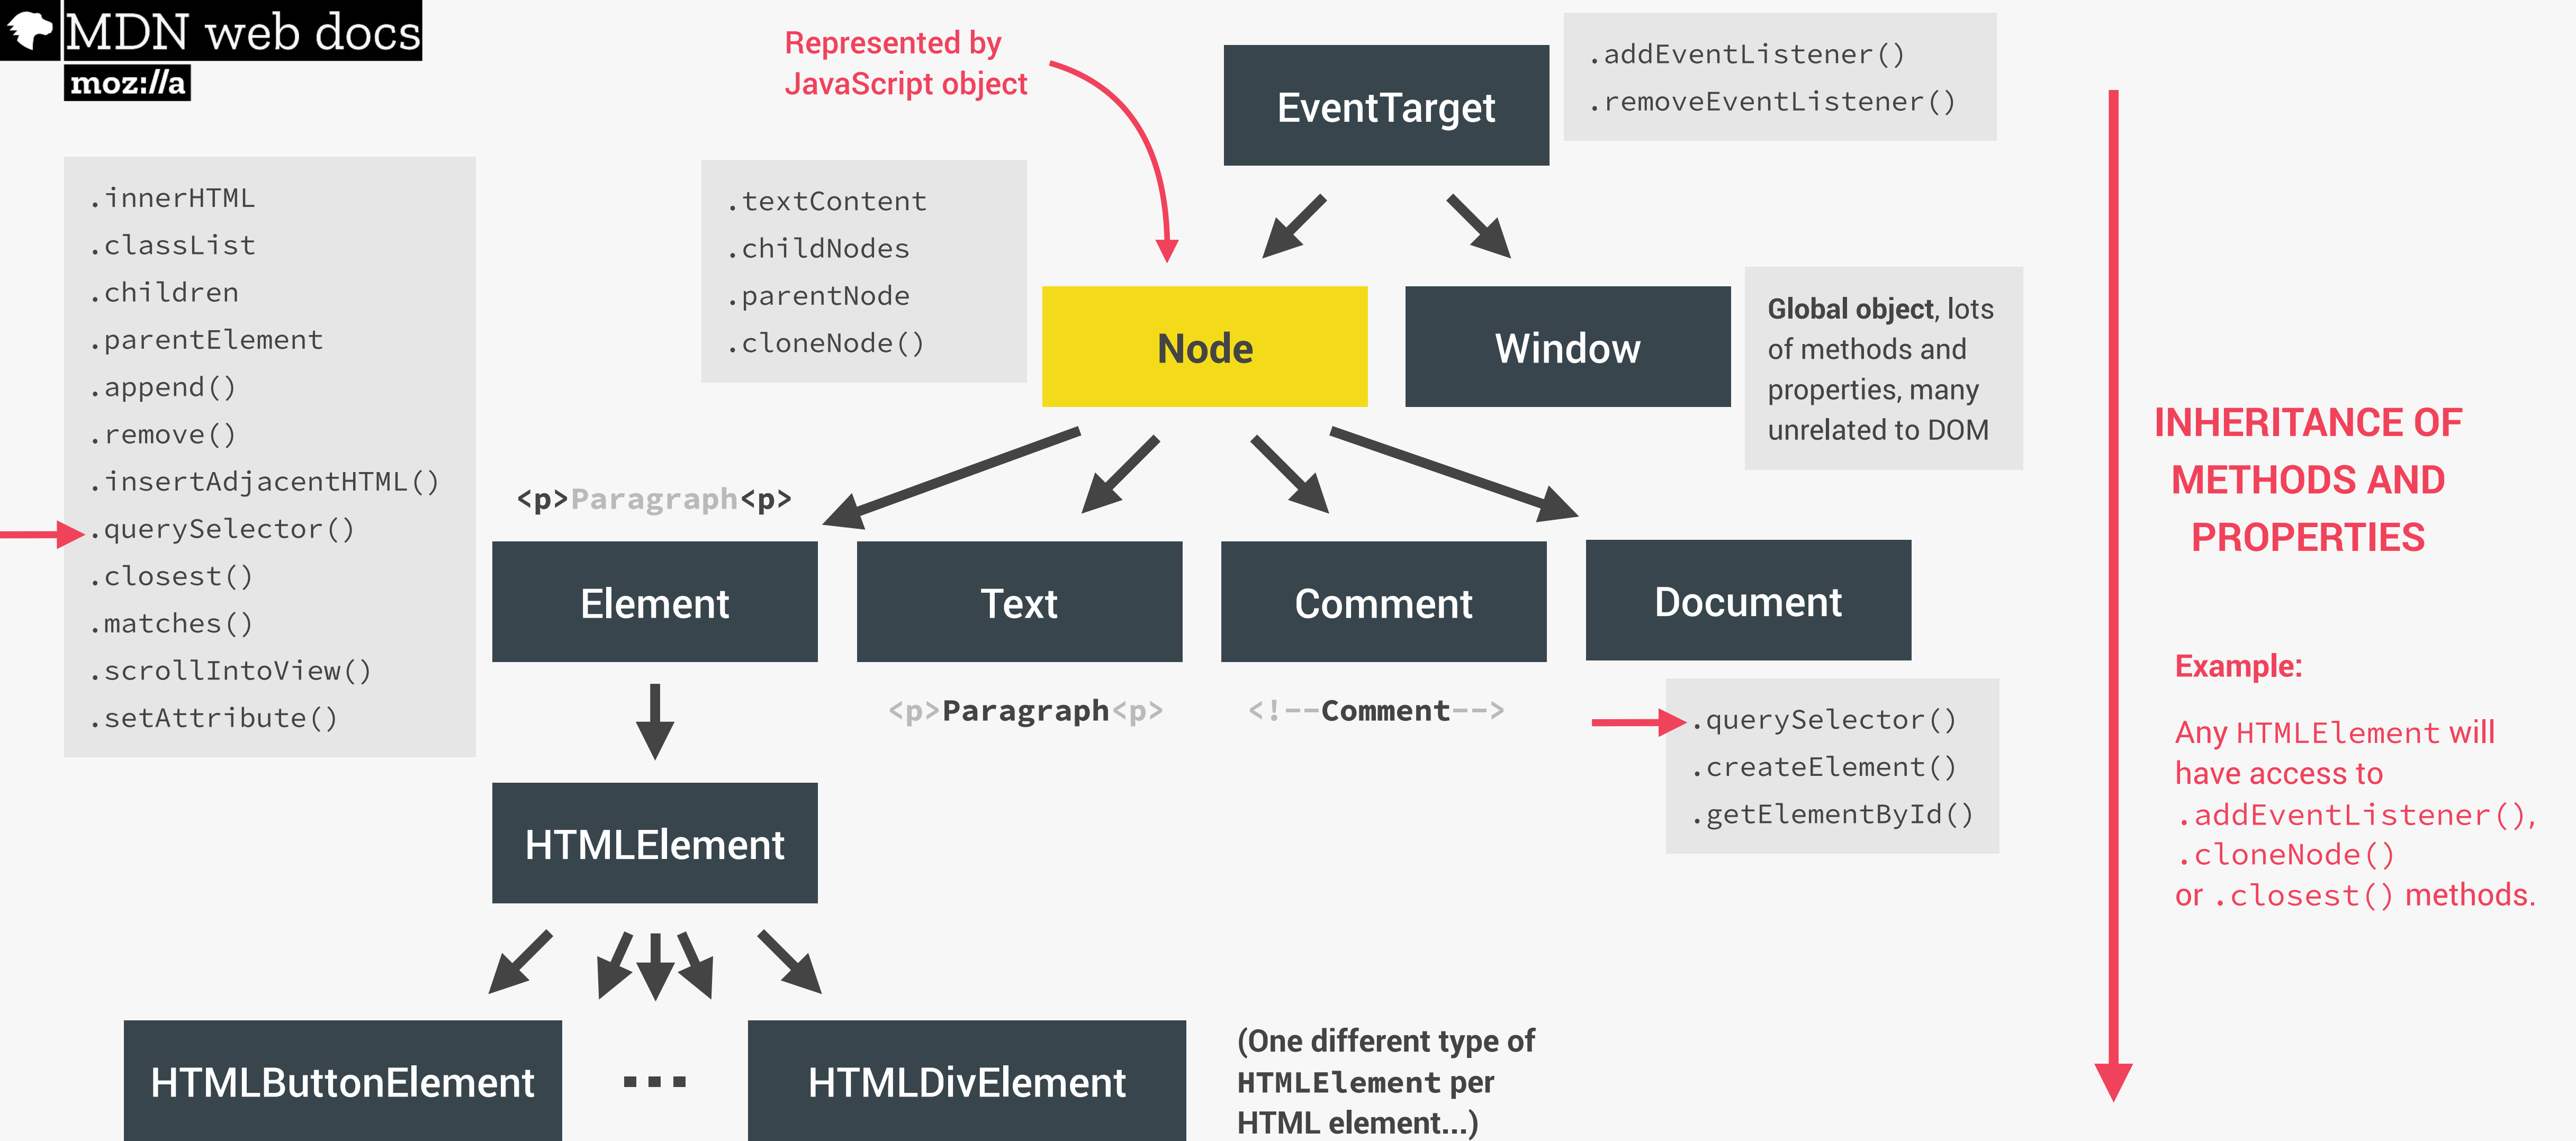 MDN web docs
moz://a
Represented by
JavaScript object
EventTarget
.addEventListener()
.removeEventListener()
.innerHTML
.classList
.children
.parentElement
.append()
.remove()
.insertAdjacentHTML()
.querySelector()
.closest()
.matches()
.scrollIntoView()
.setAttribute()
.textContent
.childNodes
.parentNode
.cloneNode()
Node
Window
Global object, lots
of methods and
properties, many
unrelated to DOM
<p>Paragraph<p>
Element
Text
Comment
Document
<p>Paragraph<p>
<!--Comment-->
.querySelector()
.createElement()
.getElementById()
HTMLElement
HTMLButtonElement
...
HTMLDivElement
(One different type of
HTMLElement per
HTML element...)
INHERITANCE OF
METHODS AND
PROPERTIES
Example:
Any HTMLElement will
have access to
.addEventListener(),
.cloneNode()
or .closest() methods.